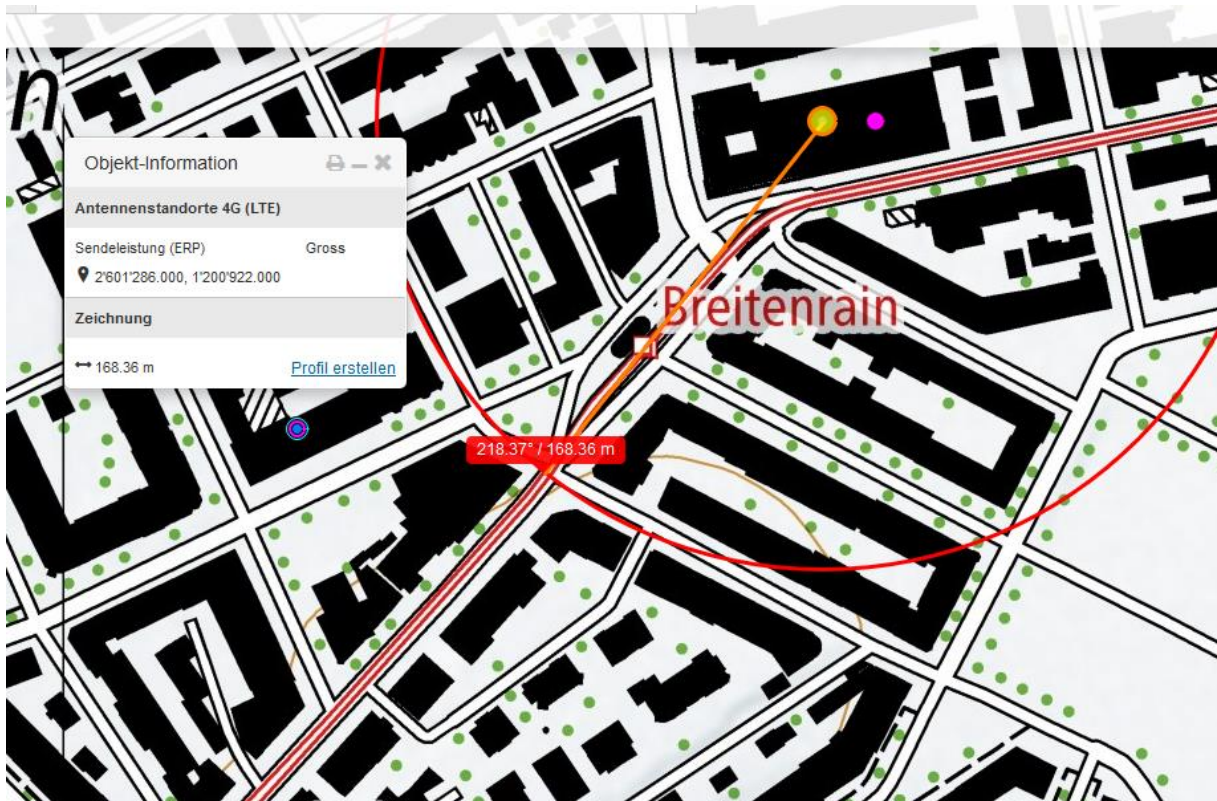 n
Objekt-Information
Antennenstandorte 4G (LTE)
Sendeleistung (ERP) Gross
2'601'286.000, 1'200'922.000
Zeichnung
168.36 m Profil erstellen
Breitenrain
218.37° / 168.36 m